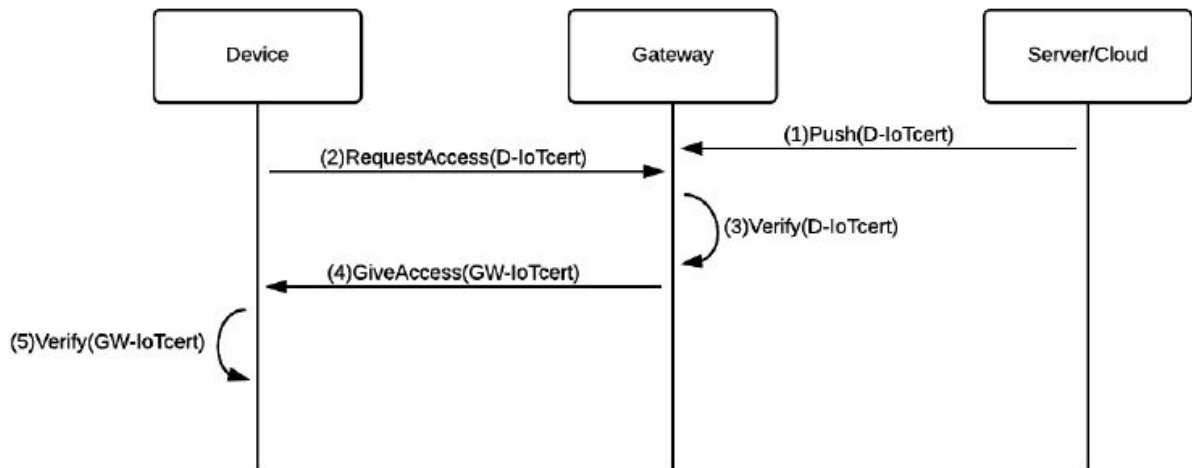 Device
Gateway
Server/Cloud
(1)Push(D-IoTcert)
(2)RequestAccess(D-IoTcert)
(3)Verify(D-IoTcert)
(4)GiveAccess(GW-IoTcert)
(5)Verify(GW-IoTcert)